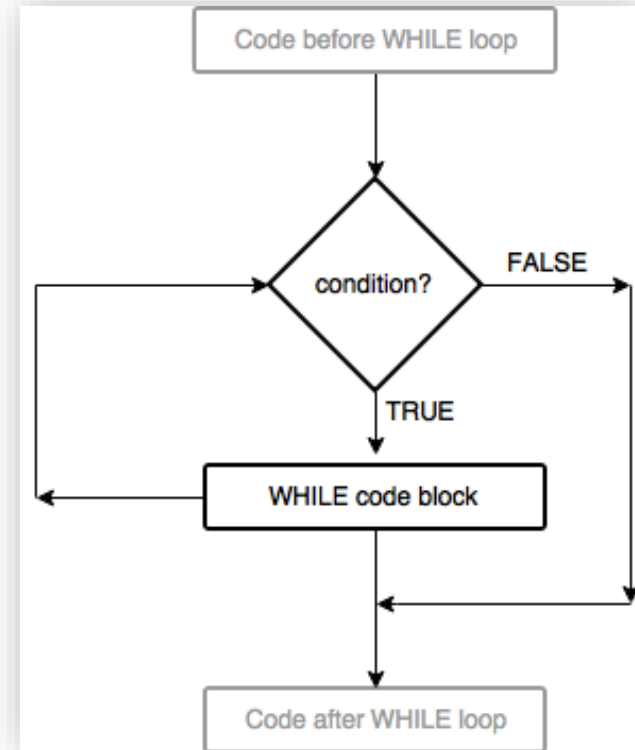 Code before WHILE loop
condition?
FALSE
TRUE
WHILE code block
Code after WHILE loop